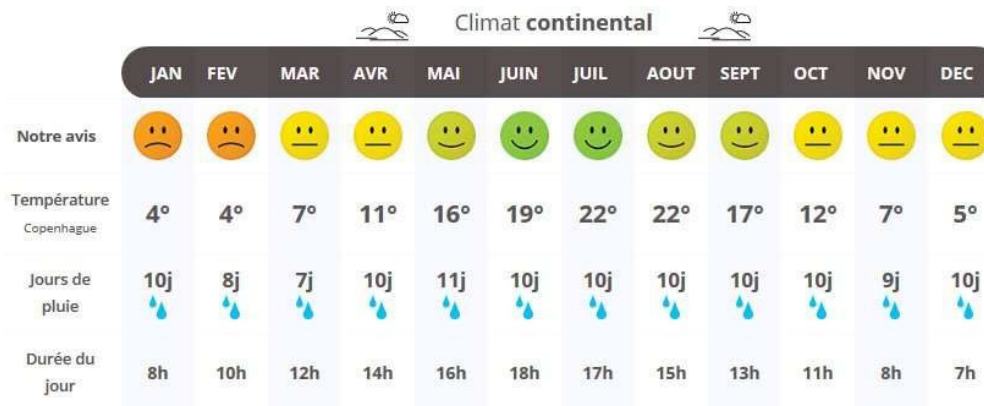 Climat continental
JAN FEV MAR AVR MAI JUIN JUIL AOUT SEPT OCT NOV DEC
Notre avis
Température
Copenhague
4° 4° 7° 11° 16° 19° 22° 22° 17° 12° 7° 5°
Jours de
pluie
10j 8j 7j 10j 11j 10j 10j 10j 10j 10j 9j 10j
Durée du
jour
8h 10h 12h 14h 16h 18h 17h 15h 13h 11h 8h 7h